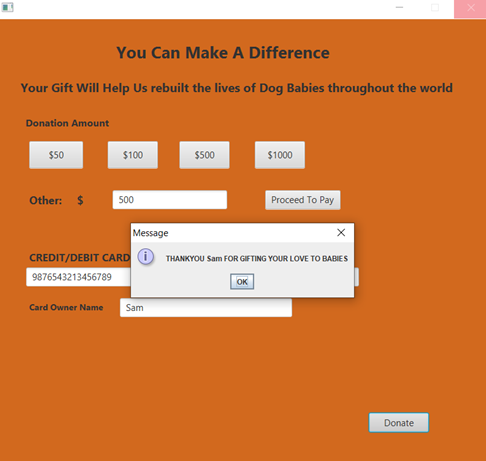 You Can Make A Difference
Your Gift Will Help Us rebuilt the lives of Dog Babies throughout the world
Donation Amount
$50 $100 $500 $1000
Other: $ 500 Proceed To Pay
Message
THANKYOU Sam FOR GIFTING YOUR LOVE TO BABIES
CREDIT/DEBIT CARD
OK
9876543213456789
Card Owner Name Sam
Donate